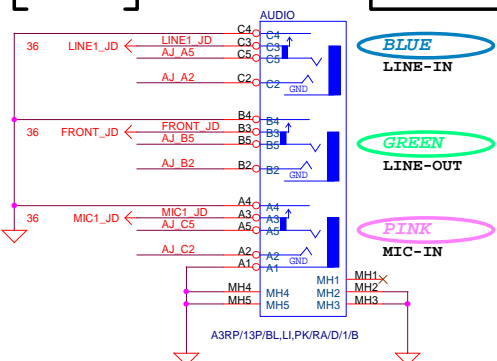 AUDIO
C4 C4
36 LINE1_JD LINE1_JD C3 C3 BLUE
AJ_A5 C5 C5
LINE-IN
AJ_A2 C2 C2
GND
B4 B4
36 FRONT_JD FRONT_JD B3 B3 GREEN
AJ_B5 B5 B5
LINE-OUT
AJ_B2 B2 B2
GND
A4 A4
36 MIC1_JD MIC1_JD A3 A3 PINK
AJ_C5 A5 A5
MIC-IN
AJ_C2 A2 A2
GND
A1 A1
MH1 MH1
MH4 MH4 MH2 MH2
MH5 MH5 MH3 MH3
A3RP/13P/BL,LI,PK/RA/D/1/B